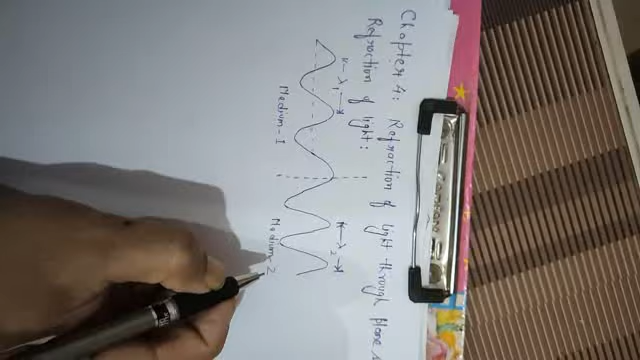 Chapter 4: Refraction of light through plane
Refraction of light:
λ1
λ2
Medium-1
Medium-2